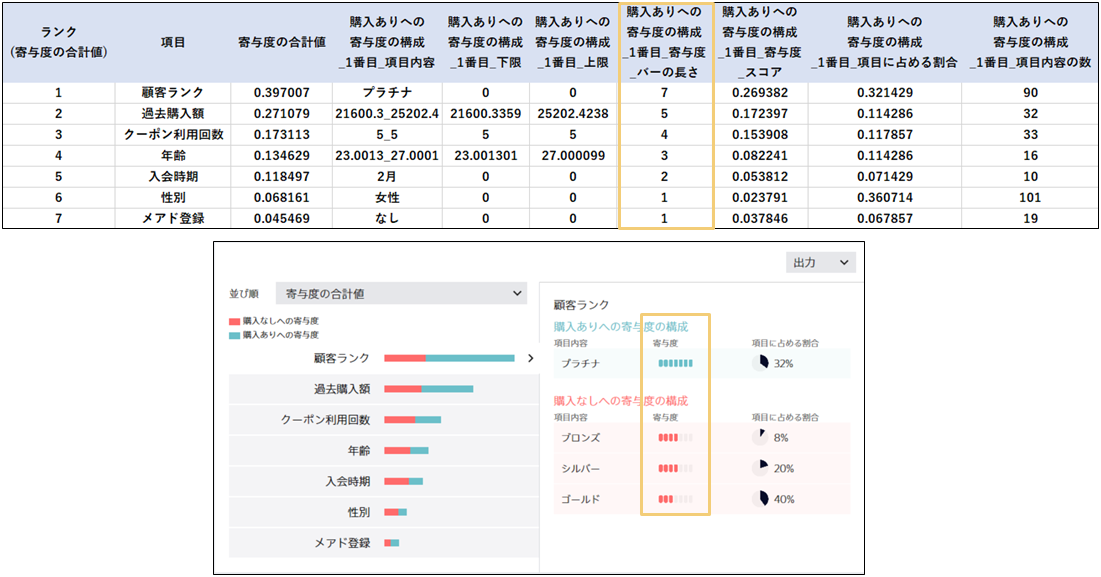 ランク
(寄与度の合計値)
項目
寄与度の合計値
購入ありへの
寄与度の構成
_1番目_項目内容
購入ありへの
寄与度の構成
_1番目_下限
購入ありへの
寄与度の構成
_1番目_上限
購入ありへの
寄与度の構成
_1番目_寄与度
_バーの長さ
購入ありへの
寄与度の構成
_1番目_寄与度
_スコア
購入ありへの
寄与度の構成
_1番目_項目に占める割合
購入ありへの
寄与度の構成
_1番目_項目内容の数
1 顧客ランク 0.397007 プラチナ 0 0 7 0.269382 0.321429 90
2 過去購入額 0.271079 21600.3_25202.4 21600.3359 25202.4238 5 0.172397 0.114286 32
3 クーポン利用回数 0.173113 5_5 5 5 4 0.153908 0.117857 33
4 年齢 0.134629 23.0013_27.0001 23.001301 27.000099 3 0.082241 0.114286 16
5 入会時期 0.118497 2月 0 0 2 0.053812 0.071429 10
6 性別 0.068161 女性 0 0 1 0.023791 0.360714 101
7 メアド登録 0.045469 なし 0 0 1 0.037846 0.067857 19
出力
並び順 寄与度の合計値
購入なしへの寄与度
購入ありへの寄与度
顧客ランク
過去購入額
クーポン利用回数
年齢
入会時期
性別
メアド登録
顧客ランク
購入ありへの寄与度の構成
項目内容 寄与度 項目に占める割合
プラチナ 32%
購入なしへの寄与度の構成
項目内容 寄与度 項目に占める割合
ブロンズ 8%
シルバー 20%
ゴールド 40%